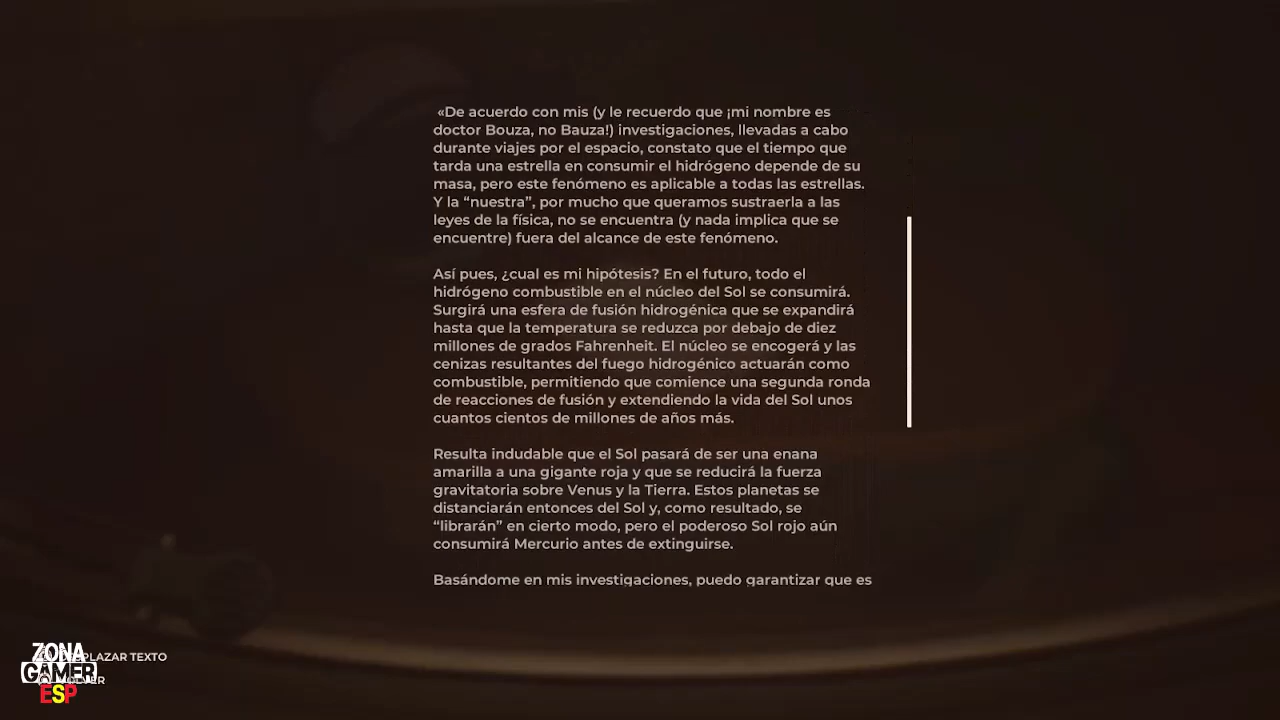 «De acuerdo con mis (y le recuerdo que ¡mi nombre es
doctor Bouza, no Bauza!) investigaciones, llevadas a cabo
durante viajes por el espacio, constato que el tiempo que
tarda una estrella en consumir el hidrógeno depende de su
masa, pero este fenómeno es aplicable a todas las estrellas.
Y la “nuestra”, por mucho que queramos sustraerla a las
leyes de la física, no se encuentra (y nada implica que se
encuentre) fuera del alcance de este fenómeno.
Así pues, ¿cual es mi hipótesis? En el futuro, todo el
hidrógeno combustible en el núcleo del Sol se consumirá.
Surgirá una esfera de fusión hidrogénica que se expandirá
hasta que la temperatura se reduzca por debajo de diez
millones de grados Fahrenheit. El núcleo se encogerá y las
cenizas resultantes del fuego hidrogénico actuarán como
combustible, permitiendo que comience una segunda ronda
de reacciones de fusión y extendiendo la vida del Sol unos
cuantos cientos de millones de años más.
Resulta indudable que el Sol pasará de ser una enana
amarilla a una gigante roja y que se reducirá la fuerza
gravitatoria sobre Venus y la Tierra. Estos planetas se
distanciarán entonces del Sol y, como resultado, se
“librarán” en cierto modo, pero el poderoso Sol rojo aún
consumirá Mercurio antes de extinguirse.
Basándome en mis investigaciones, puedo garantizar que es
ZONA
GAMER
ESP
TEXTO